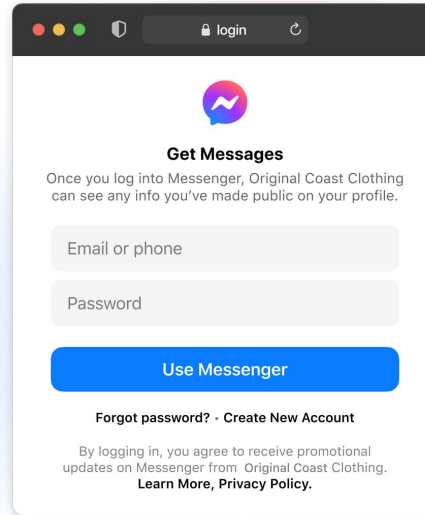 login
Get Messages
Once you log into Messenger, Original Coast Clothing
can see any info you’ve made public on your profile.
Email or phone
Password
Use Messenger
Forgot password? • Create New Account
By logging in, you agree to receive promotional
updates on Messenger from Original Coast Clothing.
Learn More, Privacy Policy.